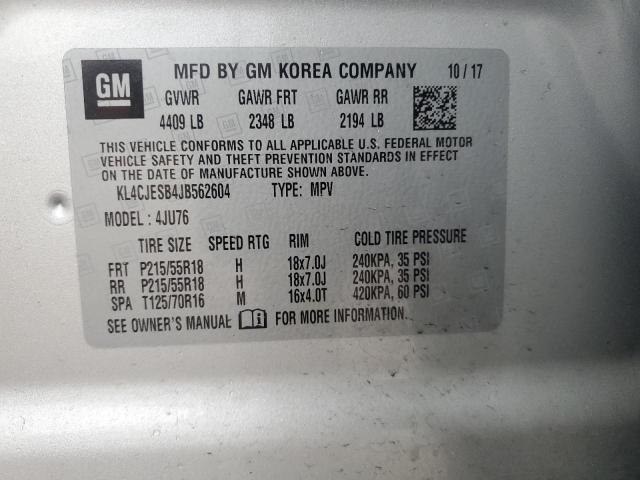 GM MFD BY GM KOREA COMPANY 10/17
GVWR GAWR FRT GAWR RR
4409 LB 2348 LB 2194 LB
THIS VEHICLE CONFORMS TO ALL APPLICABLE U.S. FEDERAL MOTOR
VEHICLE SAFETY AND THEFT PREVENTION STANDARDS IN EFFECT
ON THE DATE OF MANUFACTURE SHOWN ABOVE.
KL4CJESB4JB562604 TYPE: MPV
MODEL: 4JU76
TIRE SIZE SPEED RTG RIM COLD TIRE PRESSURE
FRT P215/55R18 H 18x7.0J 240KPA, 35 PSI
RR P215/55R18 H 18x7.0J 240KPA, 35 PSI
SPA T125/70R16 M 16x4.0T 420KPA, 60 PSI
SEE OWNER'S MANUAL FOR MORE INFORMATION.